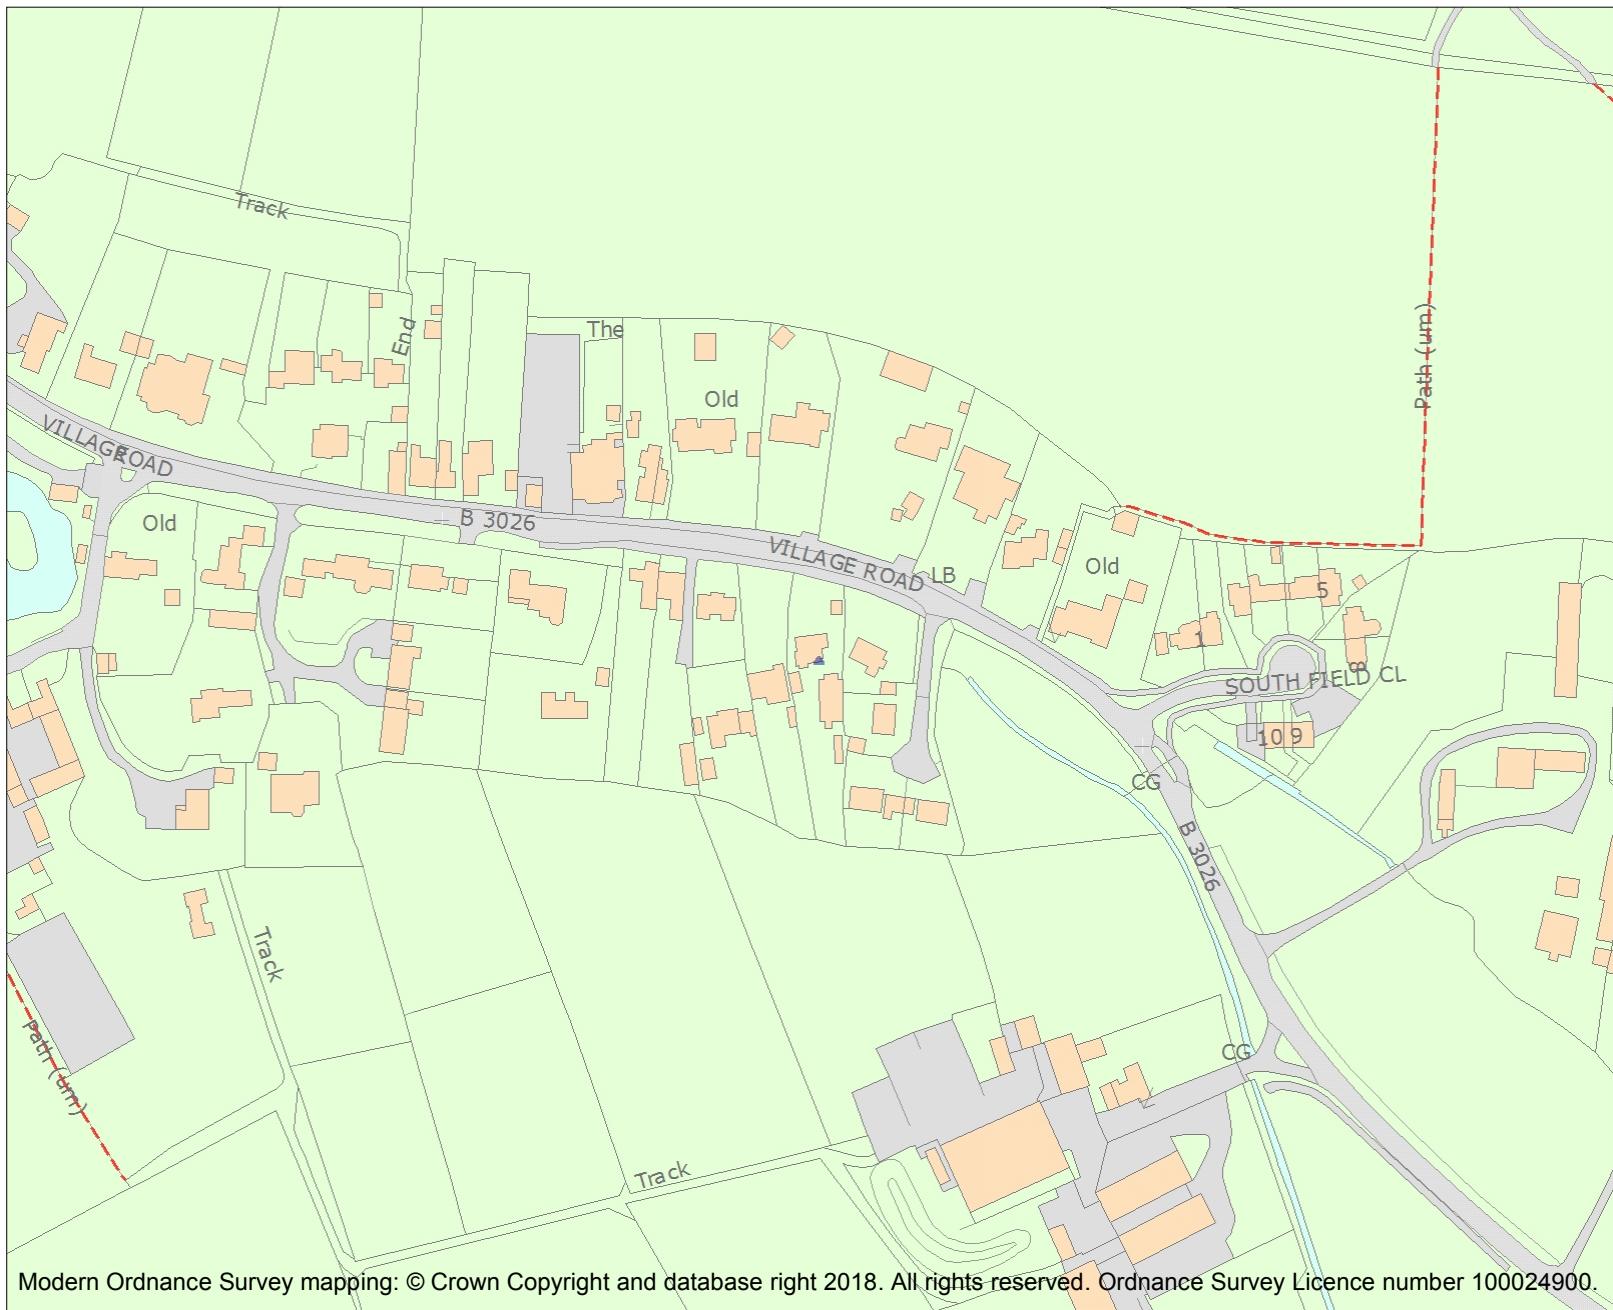 Track
Path (um)
End
The
Old
VILLAGE ROAD
B 3026
Old
VILLAGE ROAD
LB
Old
5
1
8
SOUTH FIELD CL
10 9
CG
B 3026
Track
CG
Path (um)
Track
Modern Ordnance Survey mapping: © Crown Copyright and database right 2018. All rights reserved. Ordnance Survey Licence number 100024900.